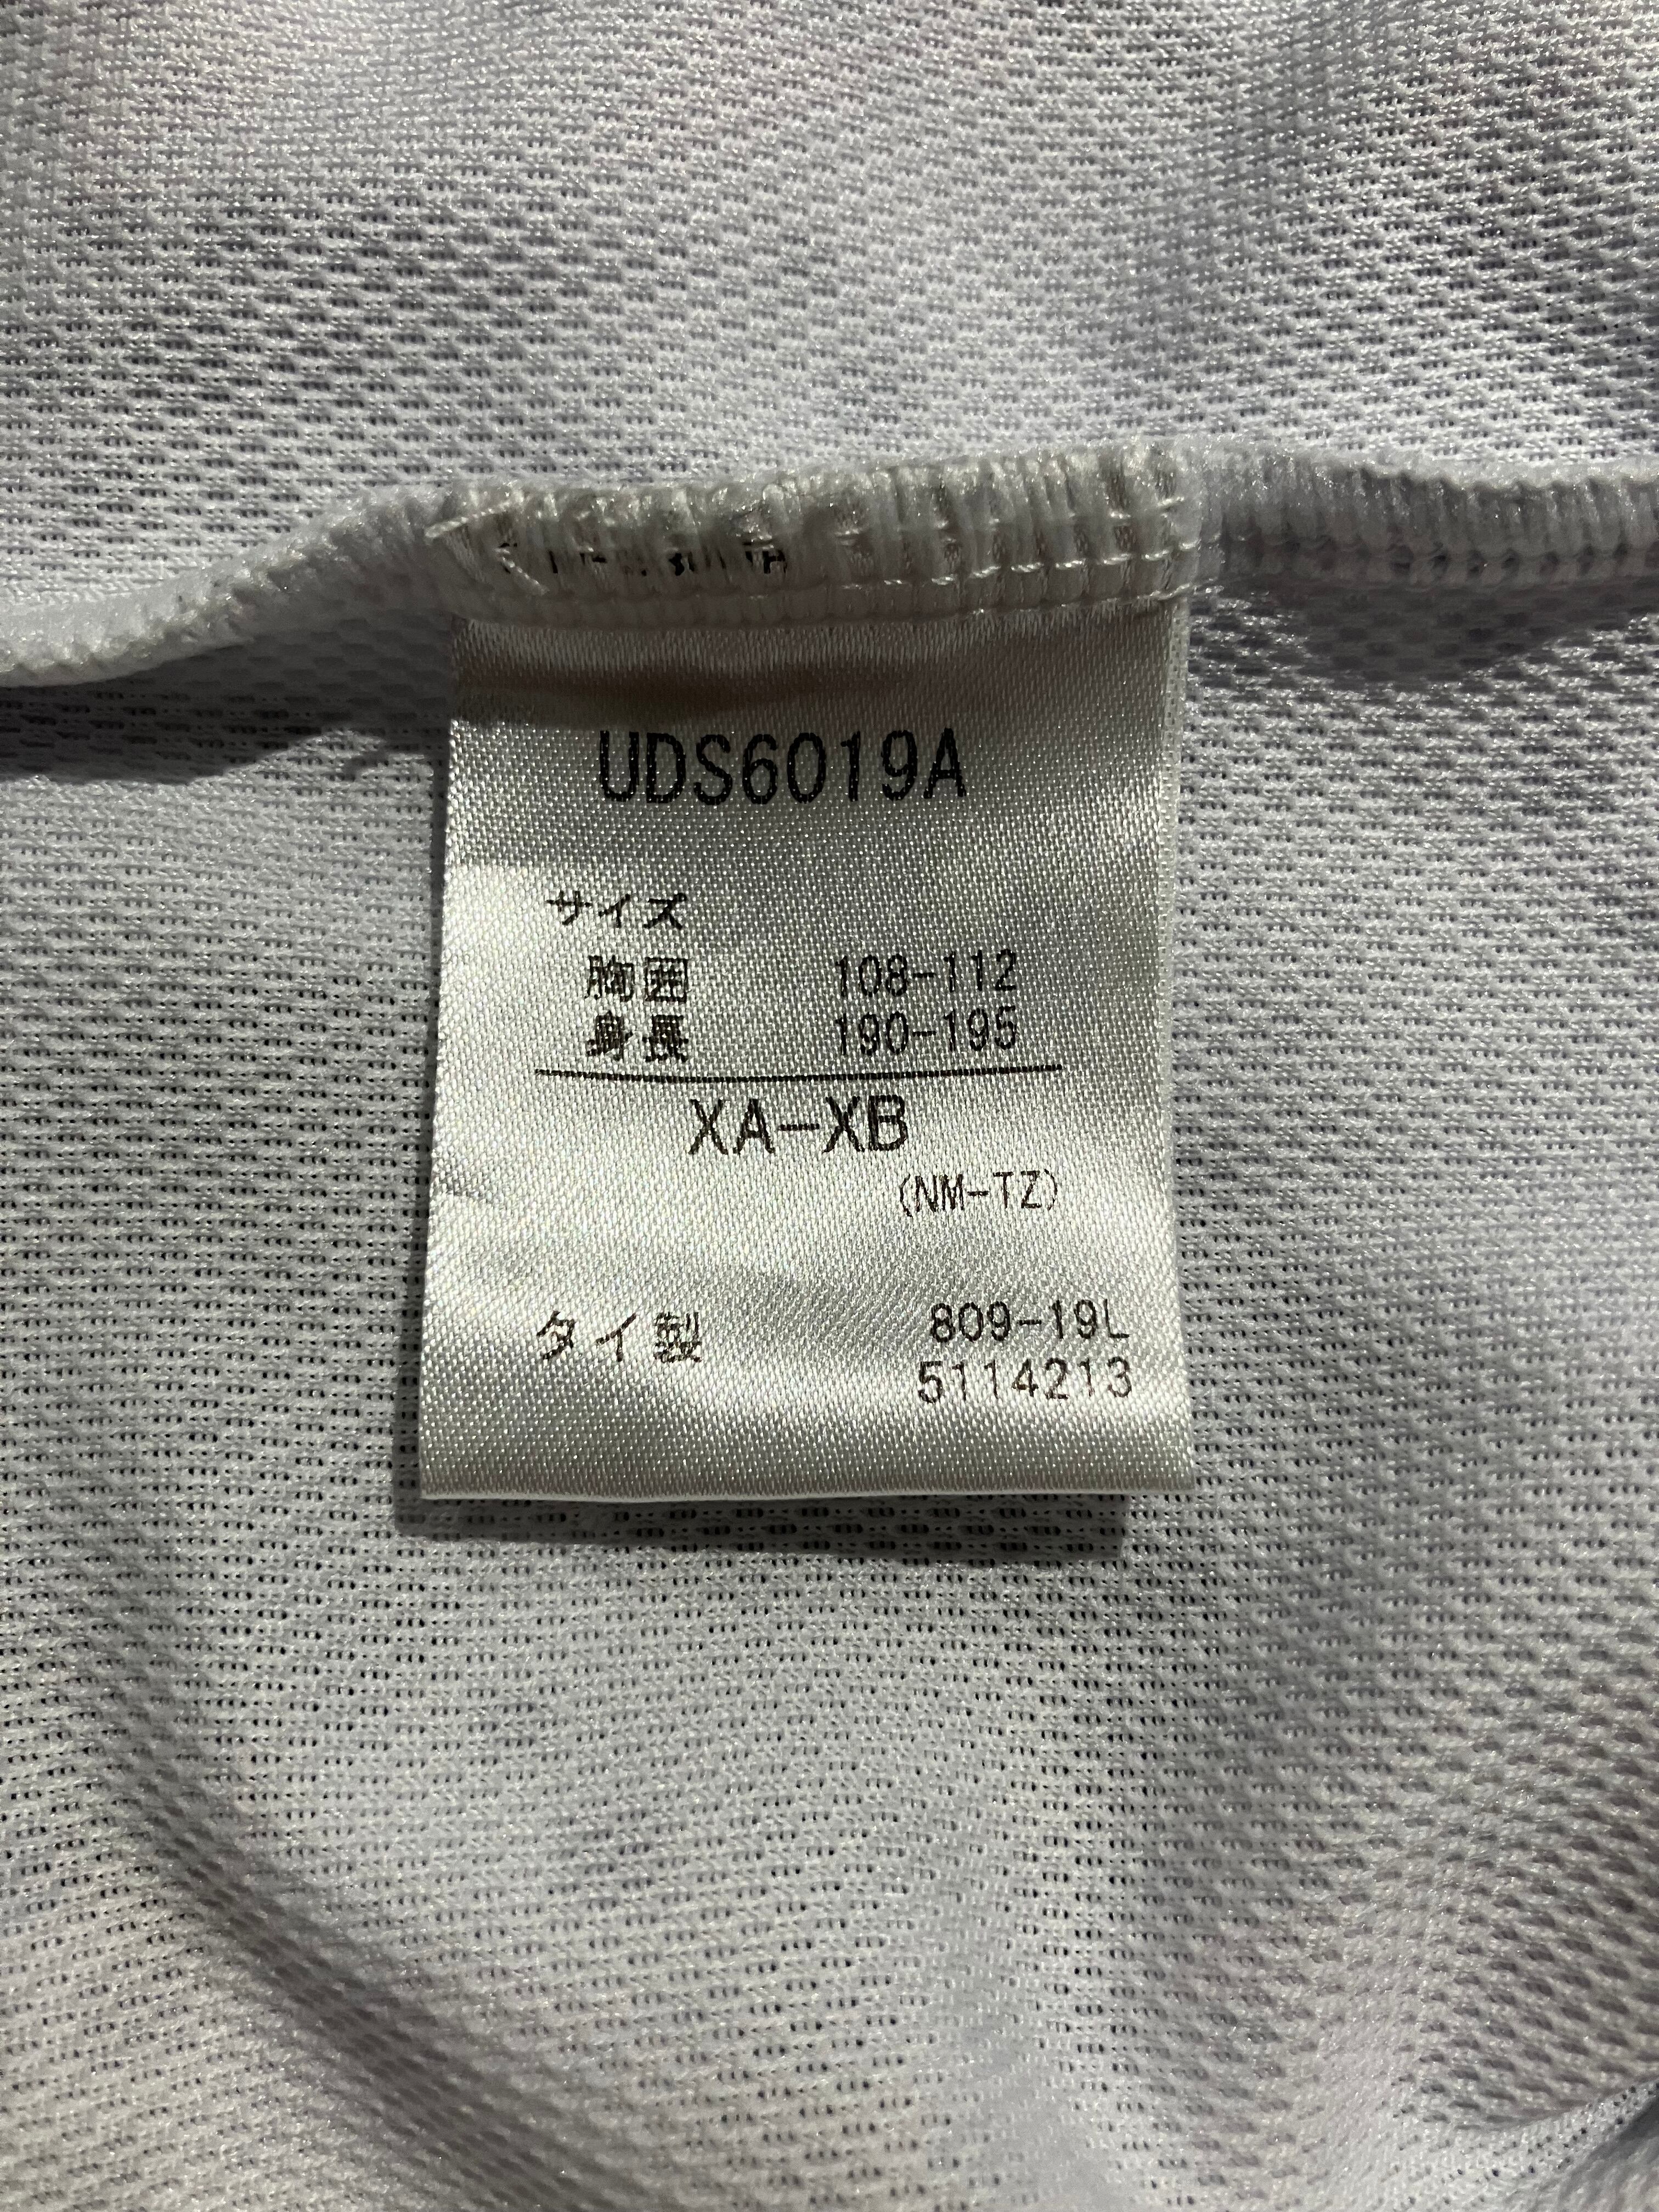 UDS6019A
サイズ
胸囲 108-112
身長 190-195
XA-XB
(NM-TZ)
タイ製 809-19L
5114213